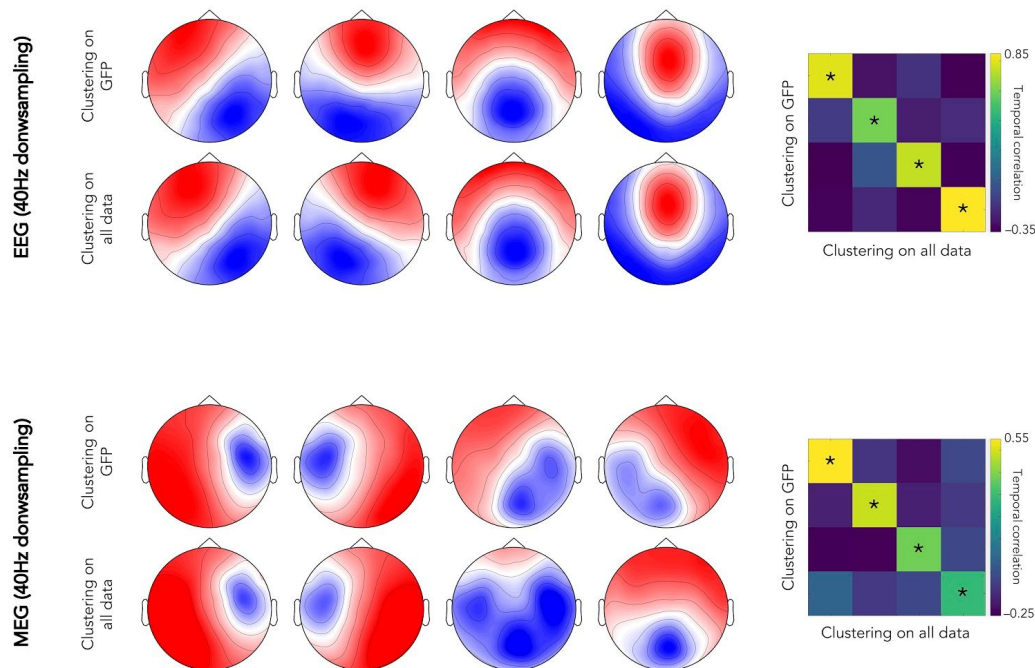 EEG (40Hz donwsampling)
Clustering on
GFP
Clustering on
all data
Clustering on GFP
*
*
*
*
Clustering on all data
0.85
Temporal correlation
−0.35
MEG (40Hz donwsampling)
Clustering on
GFP
Clustering on
all data
Clustering on GFP
*
*
*
*
Clustering on all data
0.55
Temporal correlation
−0.25